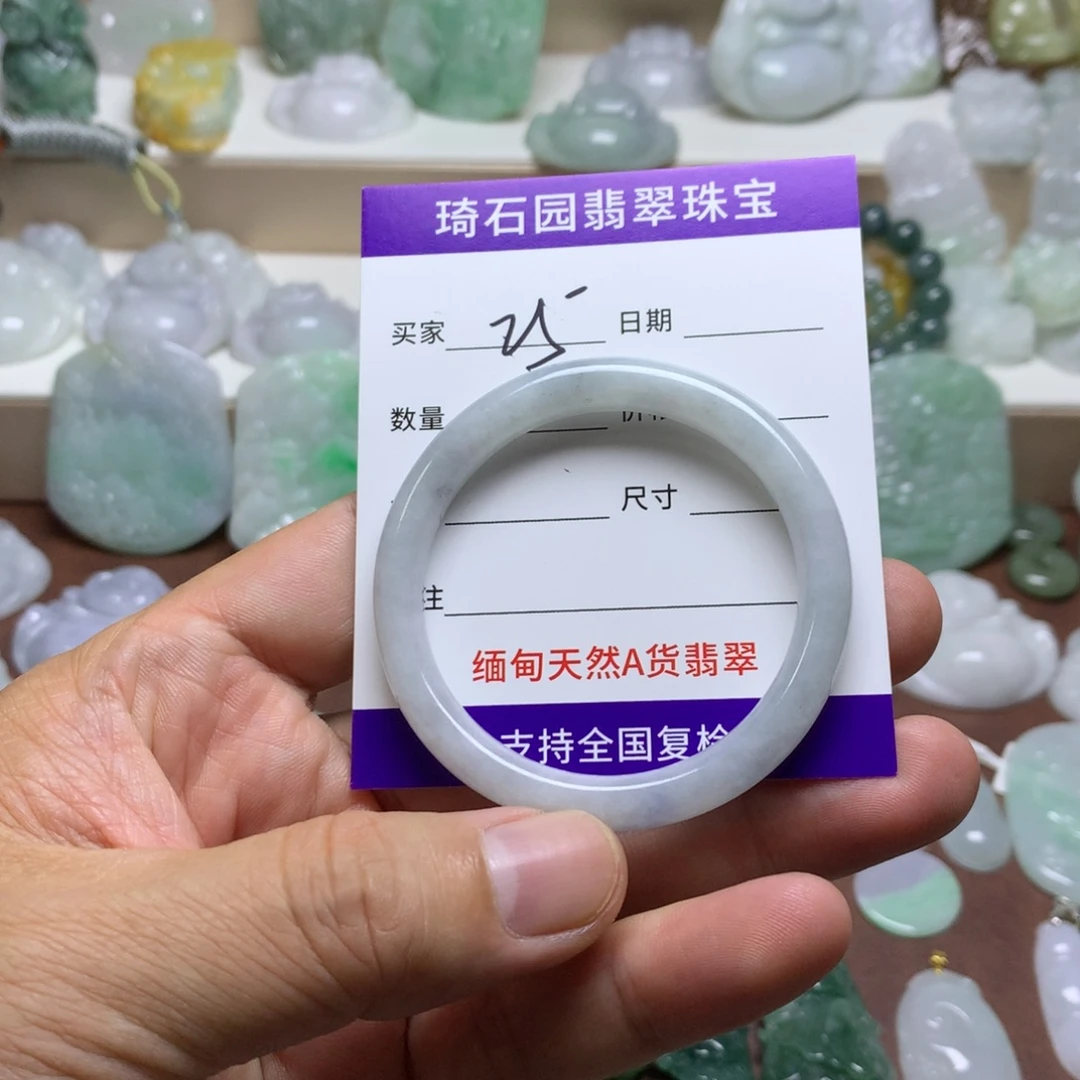 琦石园翡翠珠宝
买家 日期
数量
尺寸
注
缅甸天然A货翡翠
支持全国复检